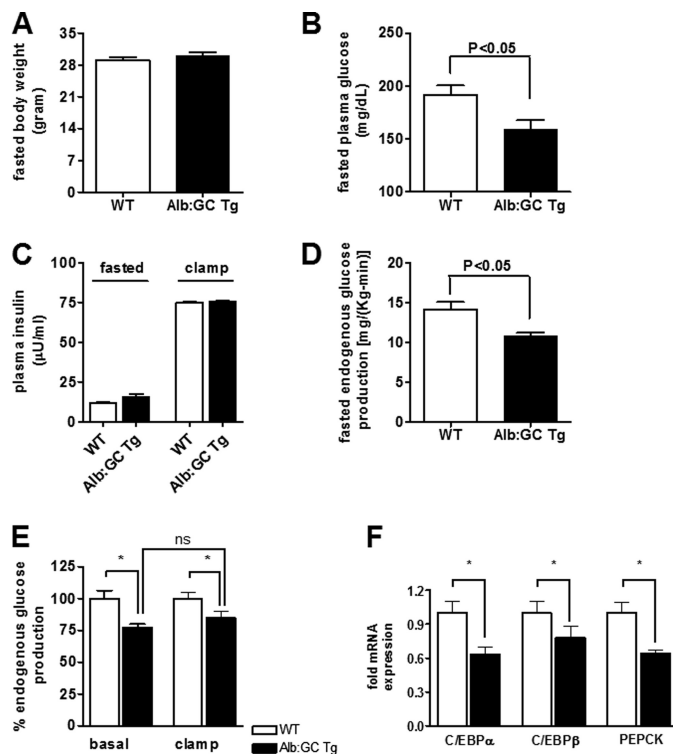 A
fasted body weight
(gram)
35
28
21
14
7
0
WT
Alb:GC Tg
B
P<0.05
fasted plasma glucose
(mg/dL)
250
200
150
100
WT
Alb:GC Tg
C
fasted
clamp
plasma insulin
(µU/ml)
100
75
50
25
0
WT
Alb:GC Tg
WT
Alb:GC Tg
D
P<0.05
fasted endogenous glucose
production [mg/(Kg-min)]
20
15
10
5
0
WT
Alb:GC Tg
E
ns
*
*
% endogenous glucose
production
125
100
75
50
25
0
basal
clamp
WT
Alb:GC Tg
F
*
*
*
fold mRNA
expression
1.2
0.9
0.6
0.3
0.0
C/EBPα
C/EBPβ
PEPCK